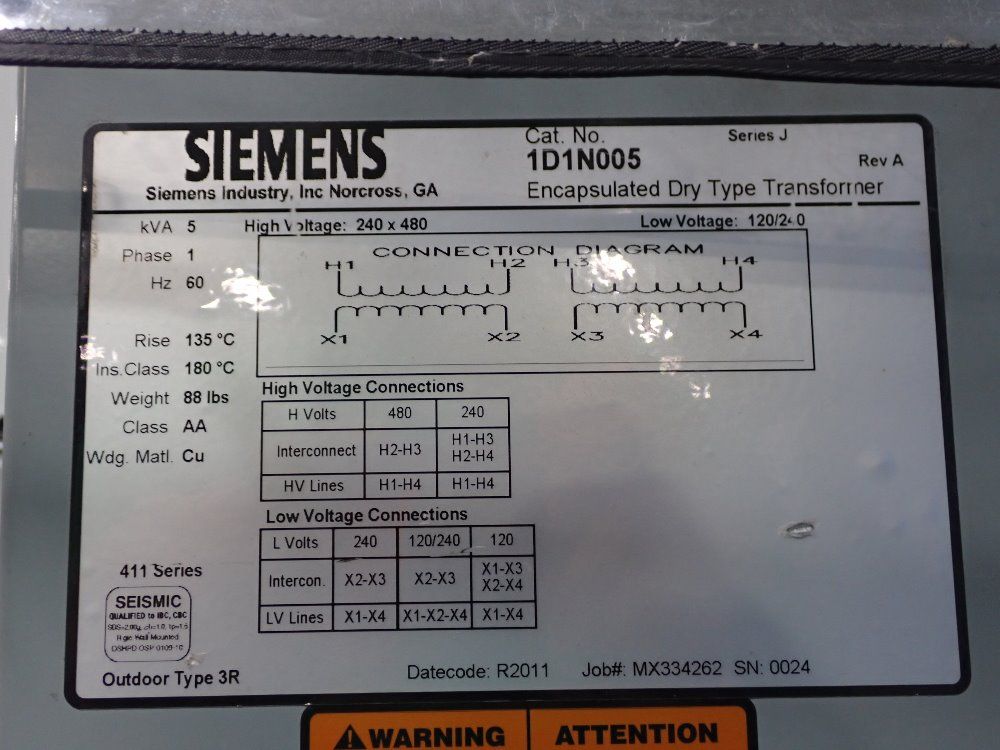 SIEMENS
Siemens Industry, Inc Norcross, GA
Cat. No.
Series J
1D1N005
Rev A
Encapsulated Dry Type Transformer
kVA 5
High Voltage: 240 x 480
Low Voltage: 120/240
Phase 1
Hz 60
CONNECTION DIAGRAM
H1 H2 H3 H4
X1 X2 X3 X4
Rise 135 °C
Ins.Class 180 °C
Weight 88 lbs
Class AA
Wdg. Matl. Cu
High Voltage Connections
H Volts 480 240
Interconnect H2-H3 H1-H3 H2-H4
HV Lines H1-H4 H1-H4
Low Voltage Connections
L Volts 240 120/240 120
Intercon. X2-X3 X2-X3 X1-X3 X2-X4
LV Lines X1-X4 X1-X2-X4 X1-X4
411 Series
SEISMIC
QUALIFIED to IBC, CBC
Wall Mounted
Outdoor Type 3R
Datecode: R2011 Job#: MX334262 SN: 0024
WARNING
ATTENTION